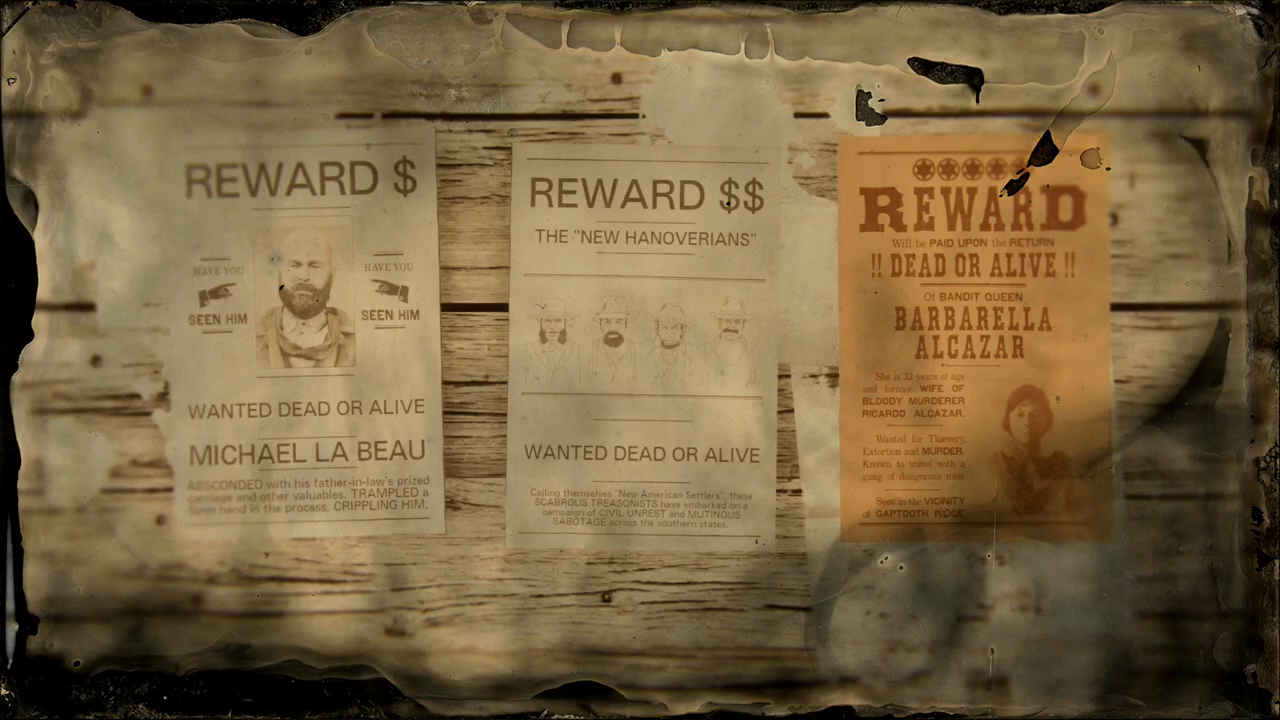 REWARD $
HAVE YOU
SEEN HIM
HAVE YOU
SEEN HIM
WANTED DEAD OR ALIVE
MICHAEL LA BEAU
ABSCONDED with his father-in-law's prized
carriage and other valuables. TRAMPLED a
farm hand in the process, CRIPPLING HIM.
REWARD $$
THE "NEW HANOVERIANS"
WANTED DEAD OR ALIVE
Calling themselves "New American Settlers", these
SCABROUS TREASONISTS have embarked on a
campaign of CIVIL UNREST and MUTINOUS
SABOTAGE across the southern states.
REWARD
Will be PAID UPON the RETURN
!! DEAD OR ALIVE !!
Of BANDIT QUEEN
BARBARELLA
ALCAZAR
She is 32 years of age
and former WIFE OF
BLOODY MURDERER
RICARDO ALCAZAR.
Wanted for Thievery,
Extortion and MURDER.
Known to travel with a
gang of dangerous men.
Seen in the VICINITY
of GAPTOOTH RIDGE